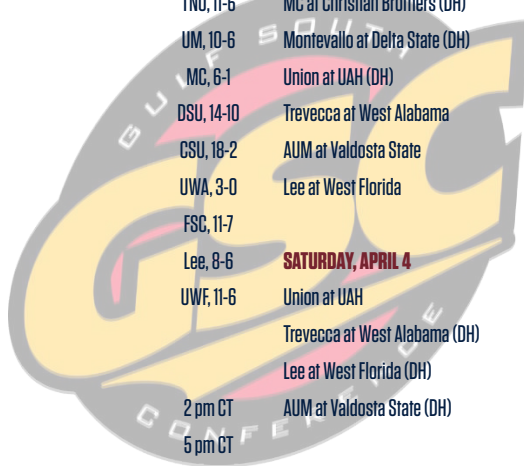 TNU, 11-6 MC at Christian Brothers (DH)
UM, 10-6 Montevallo at Delta State (DH)
MC, 6-1 Union at UAH (DH)
DSU, 14-10 Trevecca at West Alabama
CSU, 18-2 AUM at Valdosta State
UWA, 3-0 Lee at West Florida
FSC, 11-7
Lee, 8-6 SATURDAY, APRIL 4
UWF, 11-6 Union at UAH
Trevecca at West Alabama (DH)
Lee at West Florida (DH)
2 pm CT AUM at Valdosta State (DH)
5 pm CT
GULF SOUTH
GSC
CONFERENCE